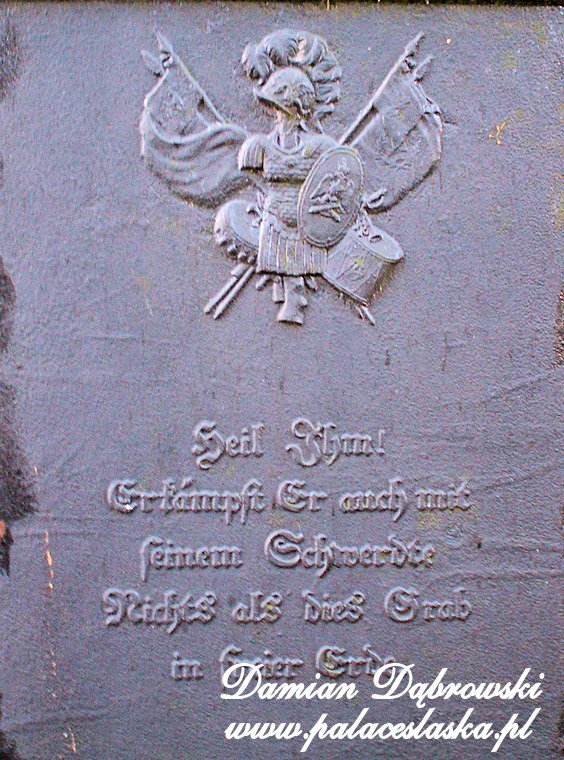 Heil Ihm!
Erkämpft Er auch mit
seinem Schwerdte
Nichts als dies Grab
in freier Erde
Damian Dąbrowski
www.palaceslaska.pl